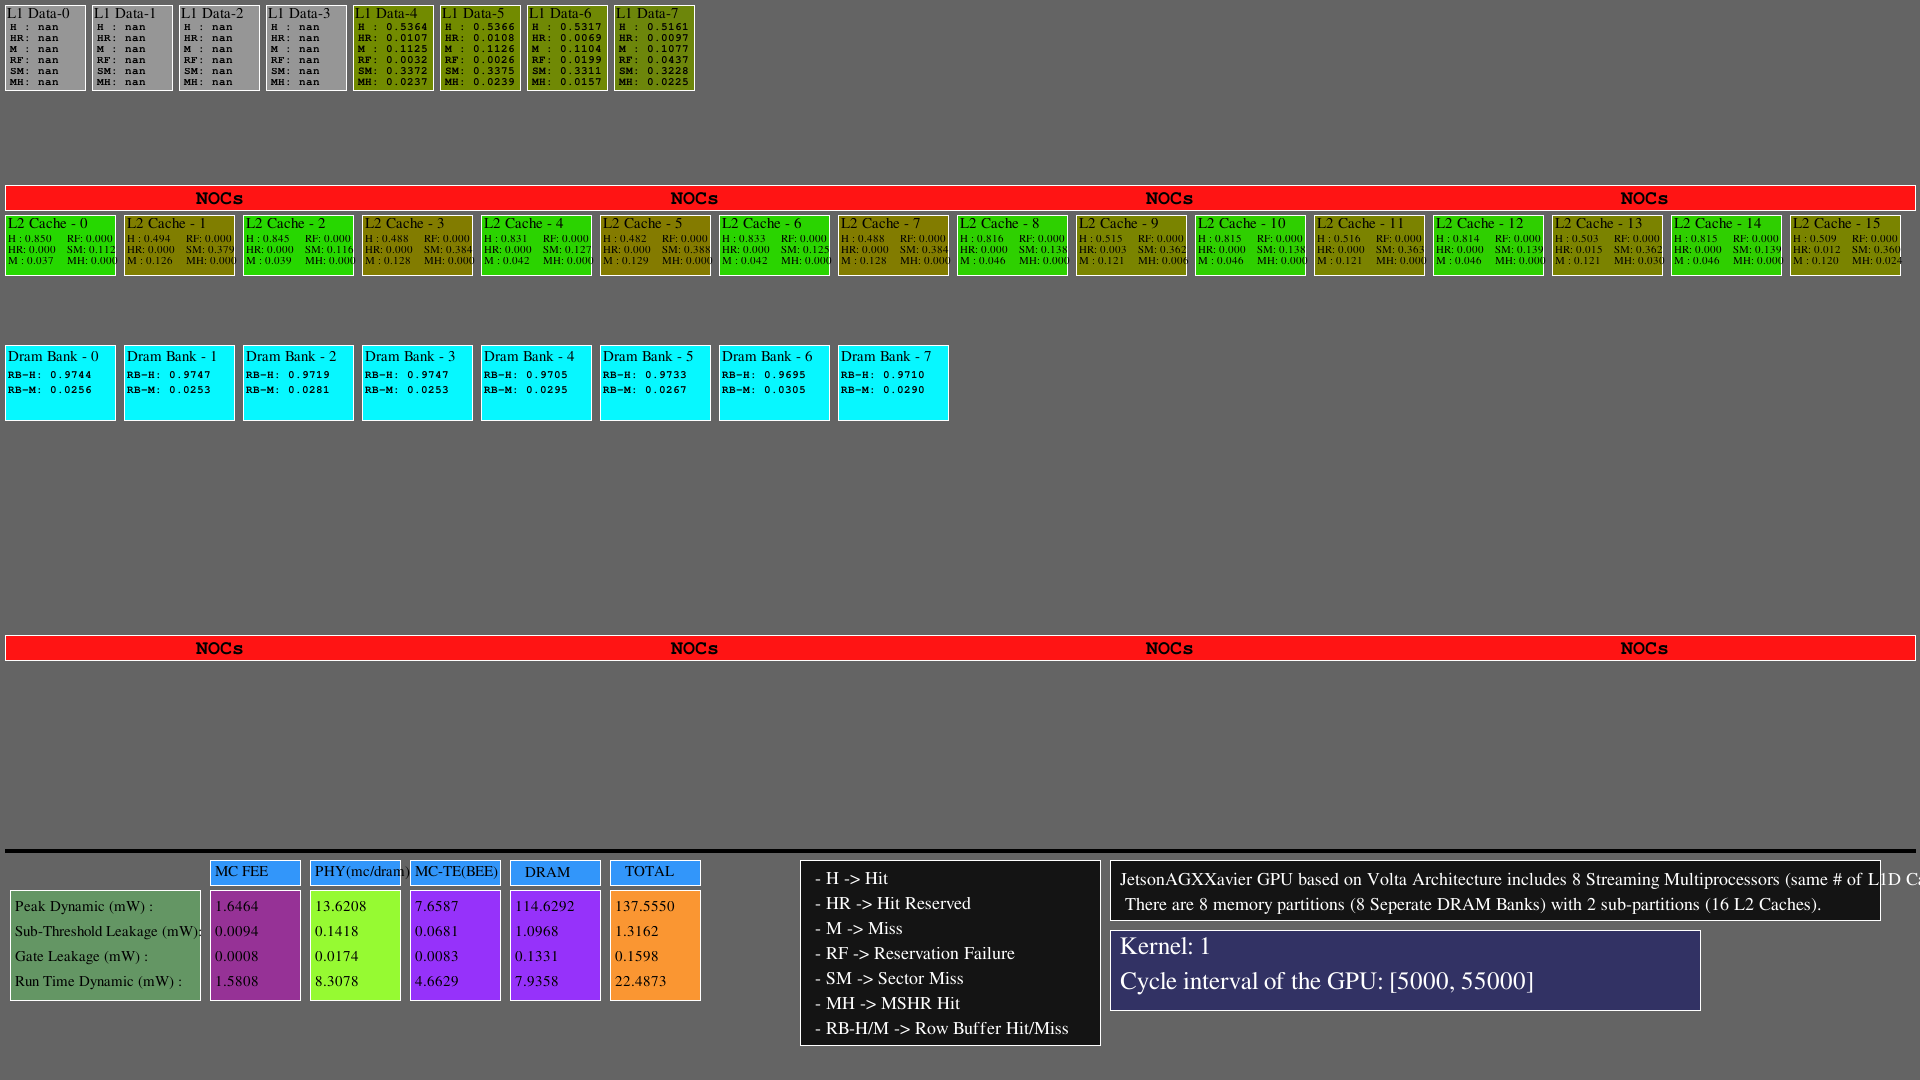 L1 Data-0 L1 Data-1 L1 Data-2 L1 Data-3 L1 Data-4 L1 Data-5 L1 Data-6 L1 Data-7
H : nan H : nan H : nan H : nan H : 0.5364 H : 0.5366 H : 0.5317 H : 0.5161
HR: nan HR: nan HR: nan HR: nan HR: 0.0107 HR: 0.0108 HR: 0.0069 HR: 0.0097
M : nan M : nan M : nan M : nan M : 0.1125 M : 0.1126 M : 0.1104 M : 0.1077
RF: nan RF: nan RF: nan RF: nan RF: 0.0032 RF: 0.0026 RF: 0.0199 RF: 0.0437
SM: nan SM: nan SM: nan SM: nan SM: 0.3372 SM: 0.3375 SM: 0.3311 SM: 0.3228
MH: nan MH: nan MH: nan MH: nan MH: 0.0237 MH: 0.0239 MH: 0.0157 MH: 0.0225
NOCs NOCs NOCs NOCs
L2 Cache - 0 L2 Cache - 1 L2 Cache - 2 L2 Cache - 3 L2 Cache - 4 L2 Cache - 5 L2 Cache - 6 L2 Cache - 7 L2 Cache - 8 L2 Cache - 9 L2 Cache - 10 L2 Cache - 11 L2 Cache - 12 L2 Cache - 13 L2 Cache - 14 L2 Cache - 15
H : 0.850 RF: 0.000 H : 0.494 RF: 0.000 H : 0.845 RF: 0.000 H : 0.488 RF: 0.000 H : 0.831 RF: 0.000 H : 0.482 RF: 0.000 H : 0.833 RF: 0.000 H : 0.488 RF: 0.000 H : 0.816 RF: 0.000 H : 0.515 RF: 0.000 H : 0.815 RF: 0.000 H : 0.516 RF: 0.000 H : 0.814 RF: 0.000 H : 0.503 RF: 0.000 H : 0.815 RF: 0.000 H : 0.509 RF: 0.000
HR: 0.000 SM: 0.112 HR: 0.000 SM: 0.379 HR: 0.000 SM: 0.116 HR: 0.000 SM: 0.384 HR: 0.000 SM: 0.127 HR: 0.000 SM: 0.388 HR: 0.000 SM: 0.125 HR: 0.000 SM: 0.384 HR: 0.000 SM: 0.138 HR: 0.003 SM: 0.362 HR: 0.000 SM: 0.138 HR: 0.000 SM: 0.363 HR: 0.000 SM: 0.139 HR: 0.015 SM: 0.362 HR: 0.000 SM: 0.139 HR: 0.012 SM: 0.360
M : 0.037 MH: 0.000 M : 0.126 MH: 0.000 M : 0.039 MH: 0.000 M : 0.128 MH: 0.000 M : 0.042 MH: 0.000 M : 0.129 MH: 0.000 M : 0.042 MH: 0.000 M : 0.128 MH: 0.000 M : 0.046 MH: 0.000 M : 0.121 MH: 0.006 M : 0.046 MH: 0.000 M : 0.121 MH: 0.000 M : 0.046 MH: 0.000 M : 0.121 MH: 0.030 M : 0.046 MH: 0.000 M : 0.120 MH: 0.024
Dram Bank - 0 Dram Bank - 1 Dram Bank - 2 Dram Bank - 3 Dram Bank - 4 Dram Bank - 5 Dram Bank - 6 Dram Bank - 7
RB-H: 0.9744 RB-H: 0.9747 RB-H: 0.9719 RB-H: 0.9747 RB-H: 0.9705 RB-H: 0.9733 RB-H: 0.9695 RB-H: 0.9710
RB-M: 0.0256 RB-M: 0.0253 RB-M: 0.0281 RB-M: 0.0253 RB-M: 0.0295 RB-M: 0.0267 RB-M: 0.0305 RB-M: 0.0290
NOCs NOCs NOCs NOCs
MC FEE PHY(mc/dram) MC-TE(BEE) DRAM TOTAL
Peak Dynamic (mW) : 1.6464 13.6208 7.6587 114.6292 137.5550
Sub-Threshold Leakage (mW): 0.0094 0.1418 0.0681 1.0968 1.3162
Gate Leakage (mW) : 0.0008 0.0174 0.0083 0.1331 0.1598
Run Time Dynamic (mW) : 1.5808 8.3078 4.6629 7.9358 22.4873
- H -> Hit
- HR -> Hit Reserved
- M -> Miss
- RF -> Reservation Failure
- SM -> Sector Miss
- MH -> MSHR Hit
- RB-H/M -> Row Buffer Hit/Miss
JetsonAGXXavier GPU based on Volta Architecture includes 8 Streaming Multiprocessors (same # of L1D Ca
There are 8 memory partitions (8 Seperate DRAM Banks) with 2 sub-partitions (16 L2 Caches).
Kernel: 1
Cycle interval of the GPU: [5000, 55000]